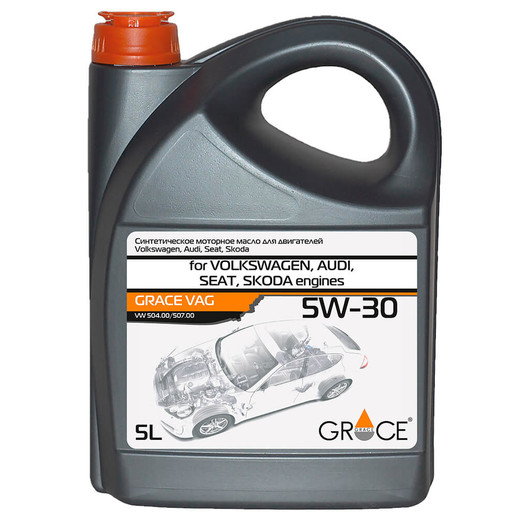 Синтетическое моторное масло для двигателей
Volkswagen, Audi, Seat, Skoda
for VOLKSWAGEN, AUDI,
SEAT, SKODA engines
GRACE VAG
5W-30
VW 504.00/507.00
5L
GRACE
GRACE®